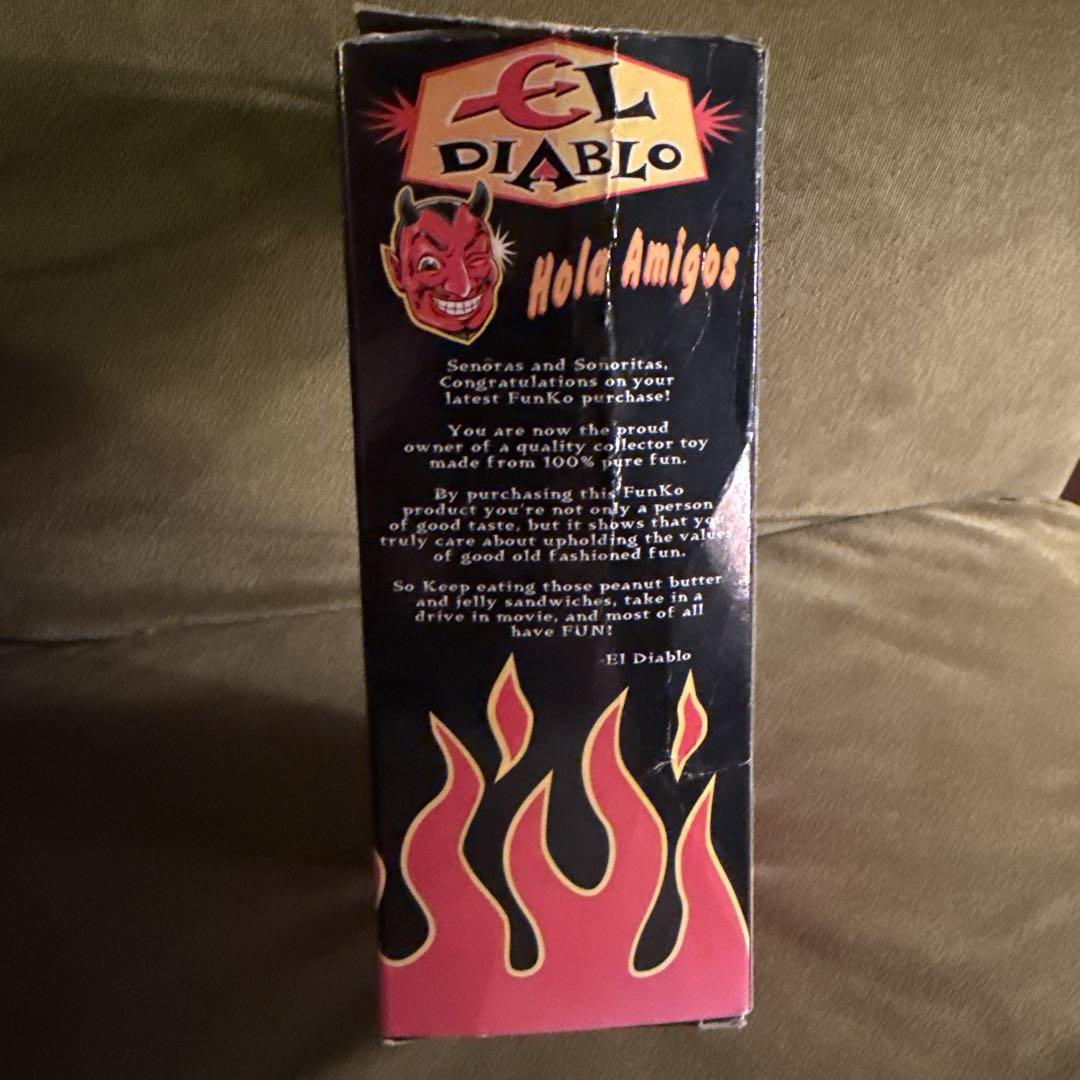 EL
DIABLO
Hola Amigos
Senôras and Sonoritas,
Congratulations on your
latest FunKo purchase!
You are now the proud
owner of a quality collector toy
made from 100% pure fun.
By purchasing this FunKo
product you're not only a person
of good taste, but it shows that you
truly care about upholding the values
of good old fashioned fun.
So Keep eating those peanut butter
and jelly sandwiches, take in a
drive in movie, and most of all
have FUN!
-El Diablo